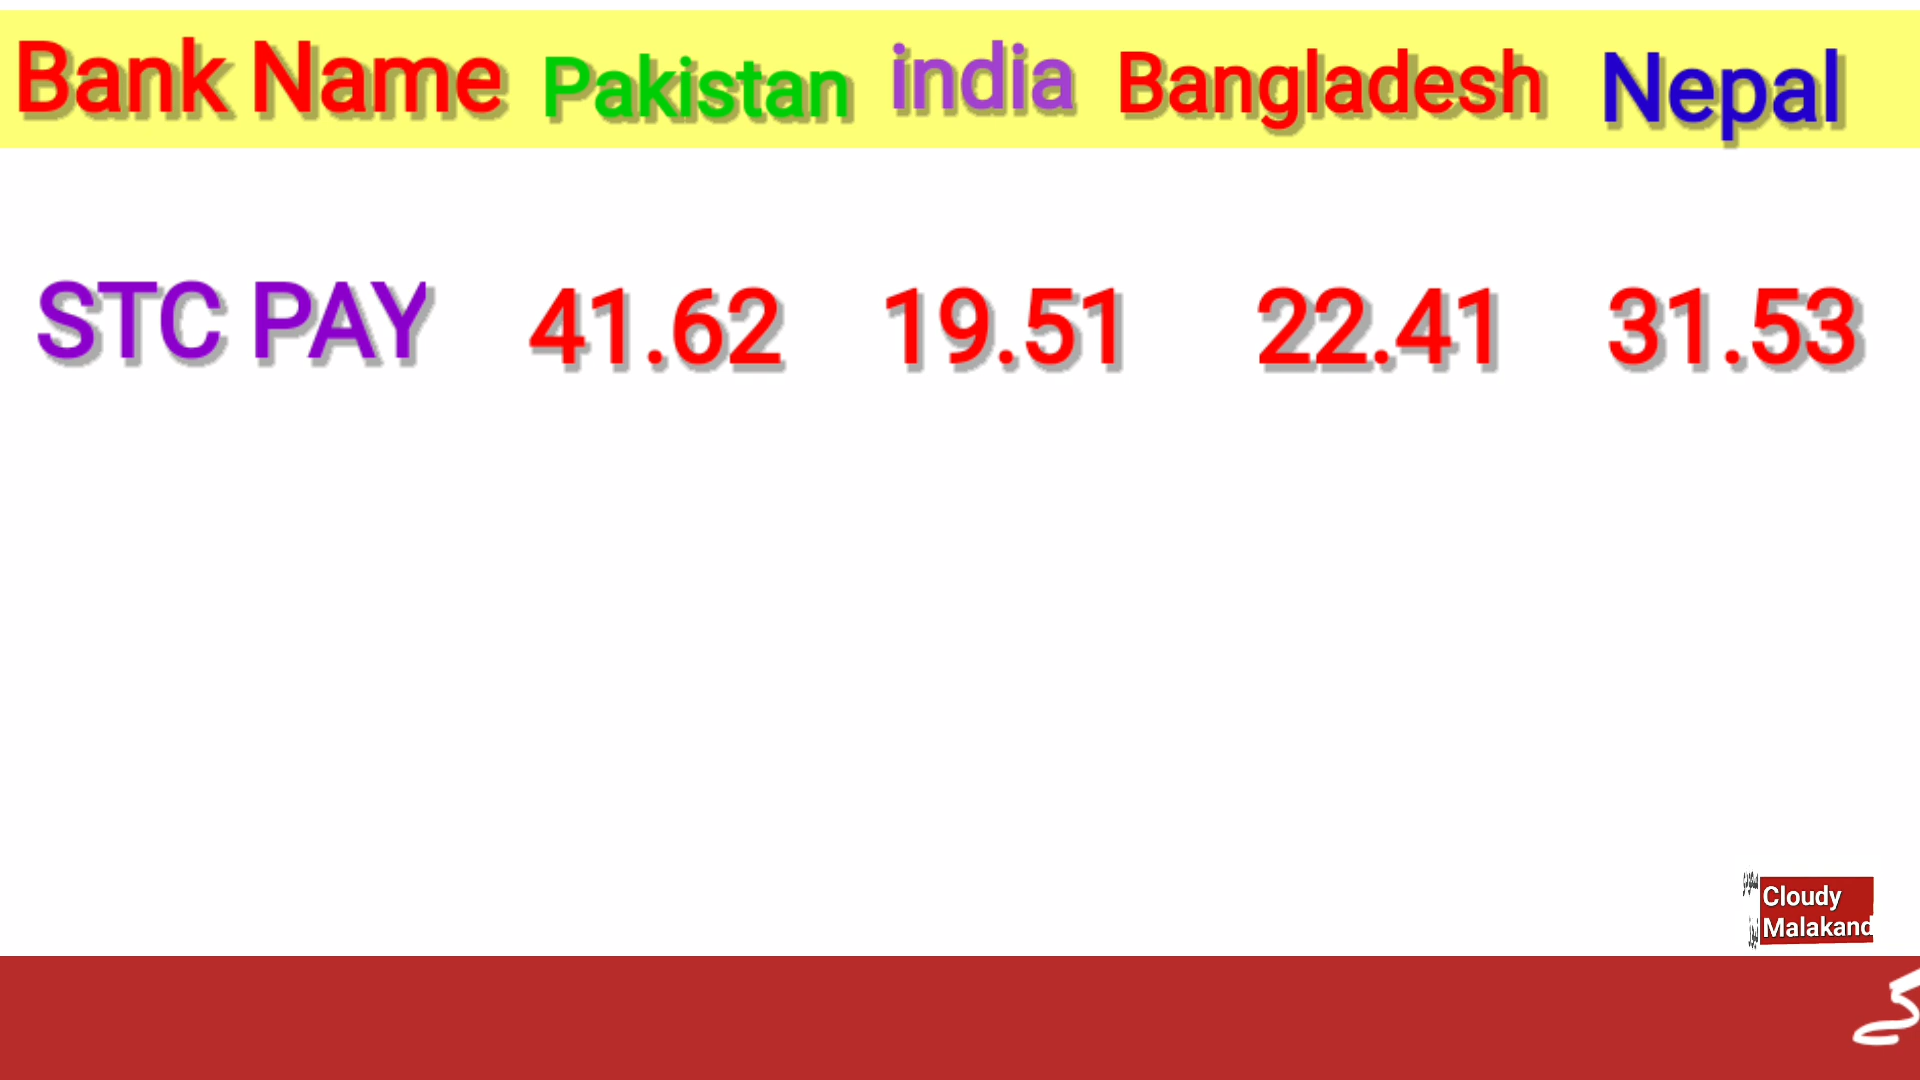 Bank Name Pakistan india Bangladesh Nepal
STC PAY 41.62 19.51 22.41 31.53
Cloudy
Malakand